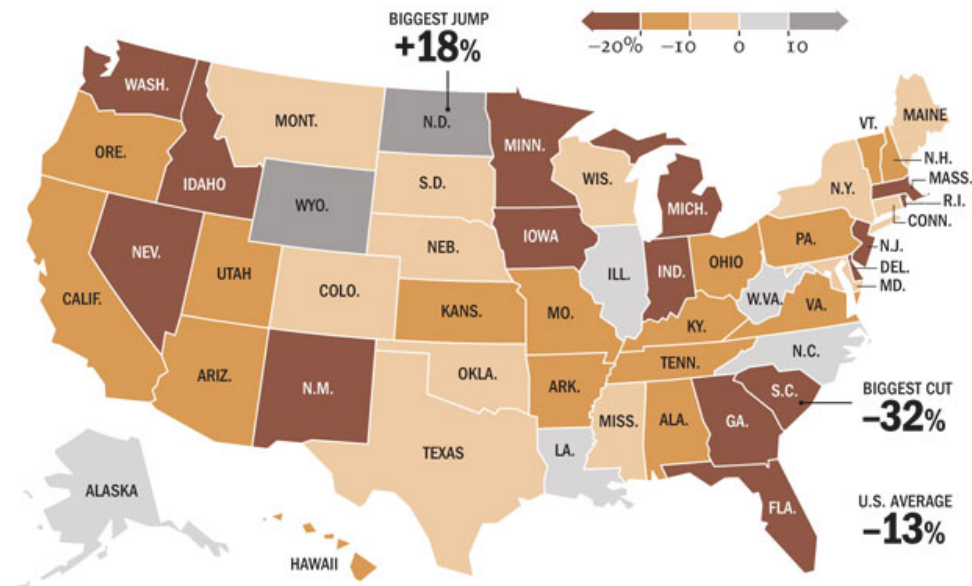 BIGGEST JUMP
+18%
−20% −10 0 10
WASH.
MONT.
N.D.
MINN.
VT.
MAINE
ORE.
IDAHO
S.D.
WIS.
N.Y.
N.H.
MASS.
R.I.
CONN.
WYO.
MICH.
NEV.
NEB.
IOWA
PA.
N.J.
UTAH
ILL.
IND.
OHIO
DEL.
MD.
CALIF.
COLO.
KANS.
MO.
W.VA.
VA.
KY.
ARIZ.
N.M.
OKLA.
ARK.
TENN.
N.C.
S.C.
BIGGEST CUT
−32%
TEXAS
LA.
MISS.
ALA.
GA.
ALASKA
FLA.
U.S. AVERAGE
−13%
HAWAII